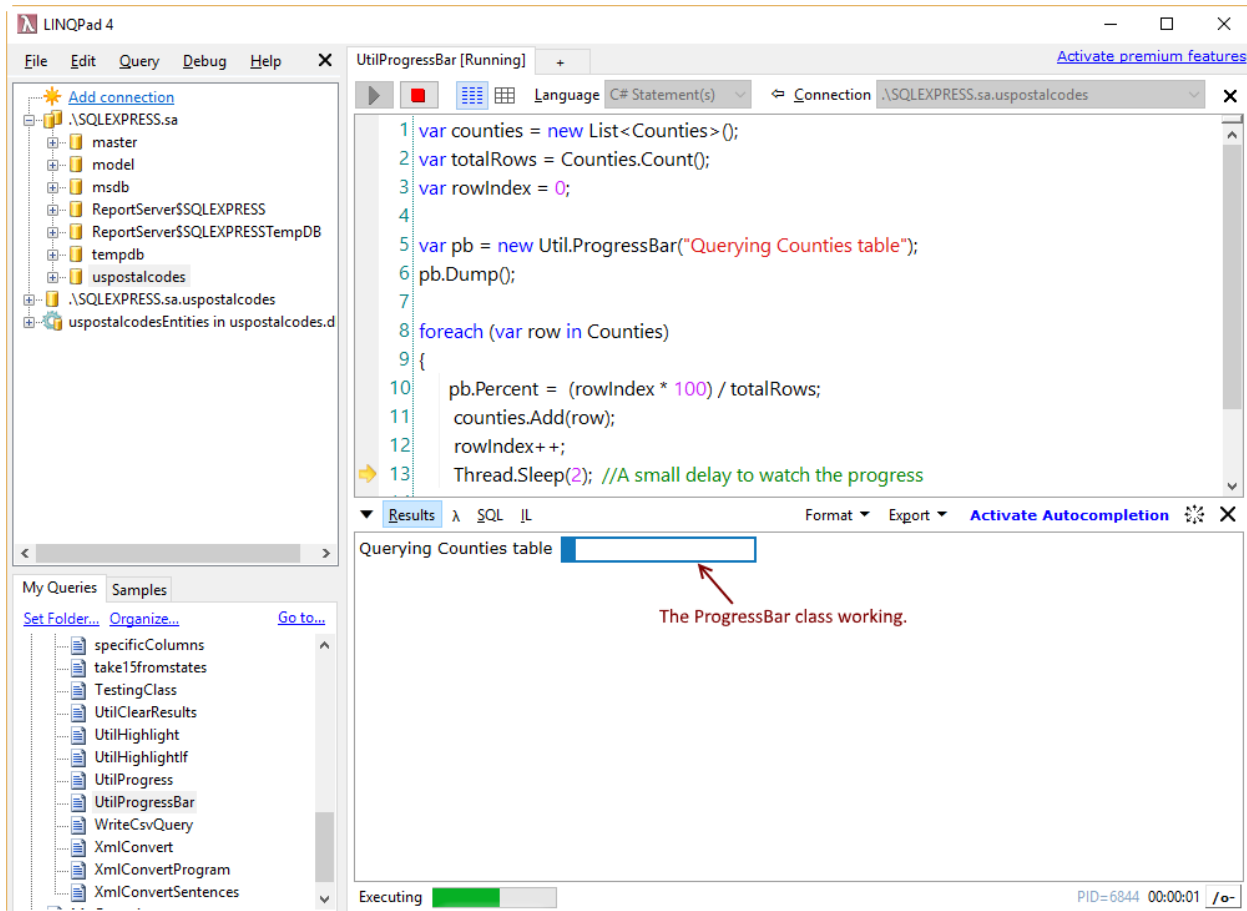 LINQPad 4
File Edit Query Debug Help
UtilProgressBar [Running] +
Activate premium features
Add connection
.\SQLEXPRESS.sa
master
model
msdb
ReportServer$SQLEXPRESS
ReportServer$SQLEXPRESSTempDB
tempdb
uspostalcodes
.\SQLEXPRESS.sa.uspostalcodes
uspostalcodesEntities in uspostalcodes.d
Language C# Statement(s) Connection .\SQLEXPRESS.sa.uspostalcodes
1 var counties = new List<Counties>();
2 var totalRows = Counties.Count();
3 var rowIndex = 0;
4
5 var pb = new Util.ProgressBar("Querying Counties table");
6 pb.Dump();
7
8 foreach (var row in Counties)
9 {
10 pb.Percent = (rowIndex * 100) / totalRows;
11 counties.Add(row);
12 rowIndex++;
13 Thread.Sleep(2); //A small delay to watch the progress
Results λ SQL IL Format Export Activate Autocompletion
Querying Counties table
The ProgressBar class working.
My Queries Samples
Set Folder... Organize... Go to...
specificColumns
take15fromstates
TestingClass
UtilClearResults
UtilHighlight
UtilHighlightIf
UtilProgress
UtilProgressBar
WriteCsvQuery
XmlConvert
XmlConvertProgram
XmlConvertSentences
Executing PID=6844 00:00:01 /o-